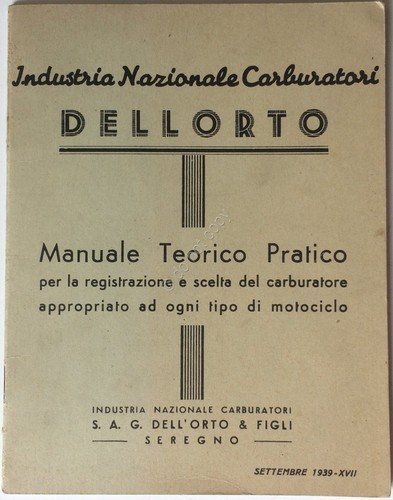 Industria Nazionale Carburatori
DELLORTO
Manuale Teorico Pratico
per la registrazione e scelta del carburatore
appropriato ad ogni tipo di motociclo
INDUSTRIA NAZIONALE CARBURATORI
S. A. G. DELL'ORTO & FIGLI
SEREGNO
SETTEMBRE 1939-XVII